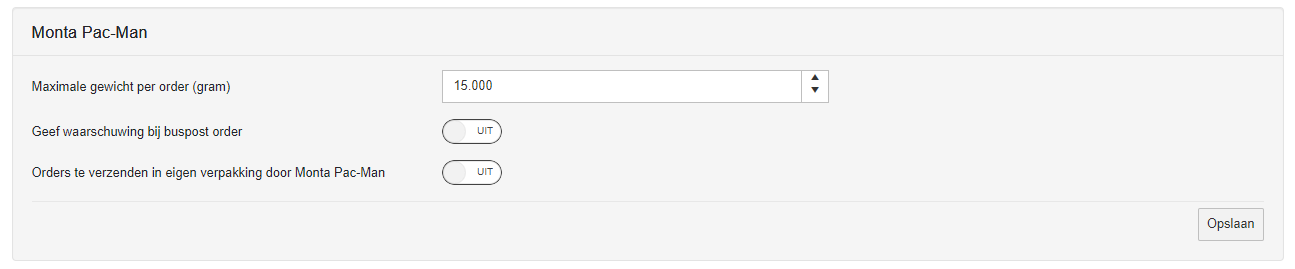 Monta Pac-Man
Maximale gewicht per order (gram) 15.000
Geef waarschuwing bij buspost order UIT
Orders te verzenden in eigen verpakking door Monta Pac-Man UIT
Opslaan